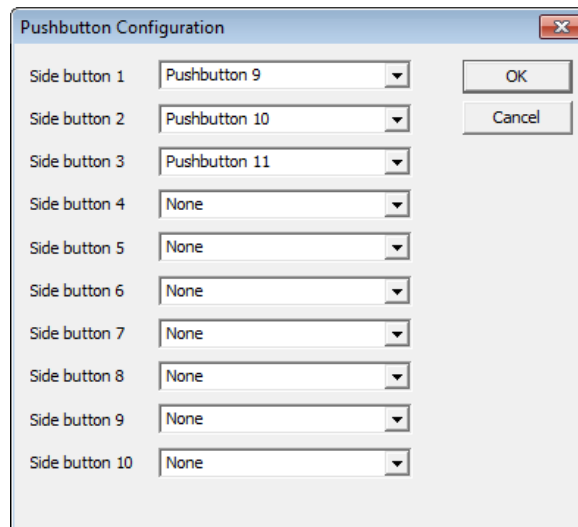 Pushbutton Configuration
Side button 1 Pushbutton 9 OK
Side button 2 Pushbutton 10 Cancel
Side button 3 Pushbutton 11
Side button 4 None
Side button 5 None
Side button 6 None
Side button 7 None
Side button 8 None
Side button 9 None
Side button 10 None